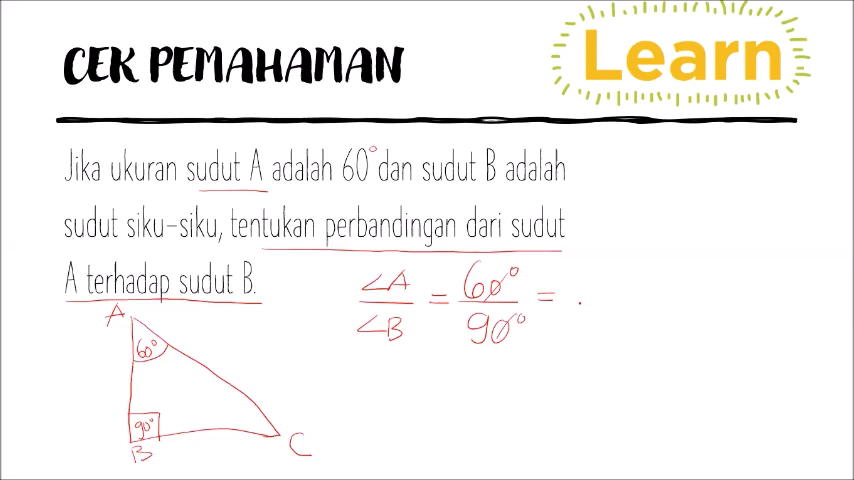 CEK PEMAHAMAN
Learn
Jika ukuran sudut A adalah 60° dan sudut B adalah
sudut siku-siku, tentukan perbandingan dari sudut
A terhadap sudut B.
∠A/∠B = 60°/90° = .
A
60°
90°
B
C